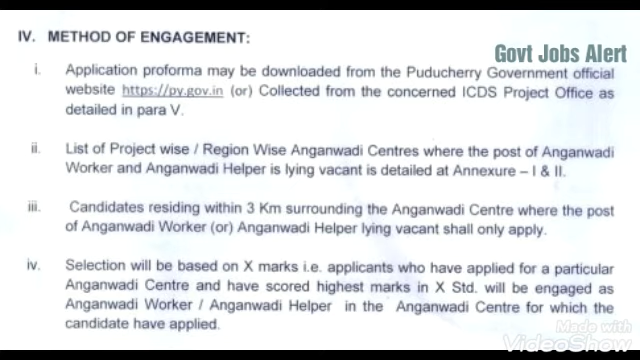 IV. METHOD OF ENGAGEMENT:
Govt Jobs Alert
i. Application proforma may be downloaded from the Puducherry Government official
website https://py.gov.in (or) Collected from the concerned ICDS Project Office as
detailed in para V.
ii. List of Project wise / Region Wise Anganwadi Centres where the post of Anganwadi
Worker and Anganwadi Helper is lying vacant is detailed at Annexure – I & II.
iii. Candidates residing within 3 Km surrounding the Anganwadi Centre where the post
of Anganwadi Worker (or) Anganwadi Helper lying vacant shall only apply.
iv. Selection will be based on X marks i.e. applicants who have applied for a particular
Anganwadi Centre and have scored highest marks in X Std. will be engaged as
Anganwadi Worker / Anganwadi Helper in the Anganwadi Centre for which the
candidate have applied.
Made with
VideoShow